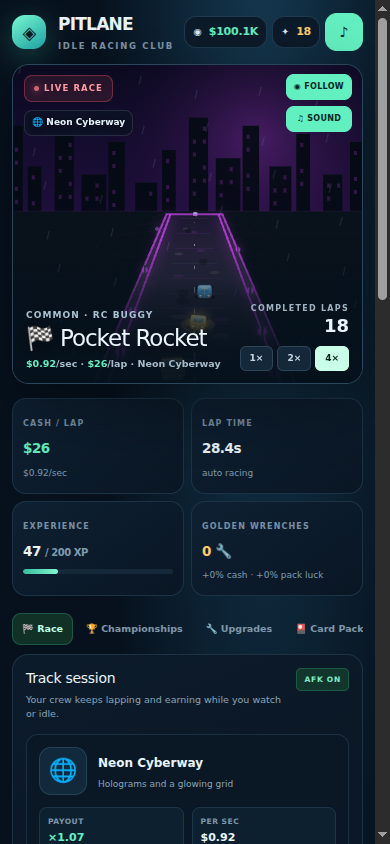 PITLANE
IDLE RACING CLUB
$100.1K
18
LIVE RACE
FOLLOW
Neon Cyberway
SOUND
COMMON · RC BUGGY
Pocket Rocket
$0.92/sec · $26/lap · Neon Cyberway
COMPLETED LAPS
18
1×
2×
4×
CASH / LAP
$26
$0.92/sec
LAP TIME
28.4s
auto racing
EXPERIENCE
47 / 200 XP
GOLDEN WRENCHES
0
+0% cash · +0% pack luck
Race
Championships
Upgrades
Card Pack
Track session
AFK ON
Your crew keeps lapping and earning while you watch
or idle.
Neon Cyberway
Holograms and a glowing grid
PAYOUT
×1.07
PER SEC
$0.92